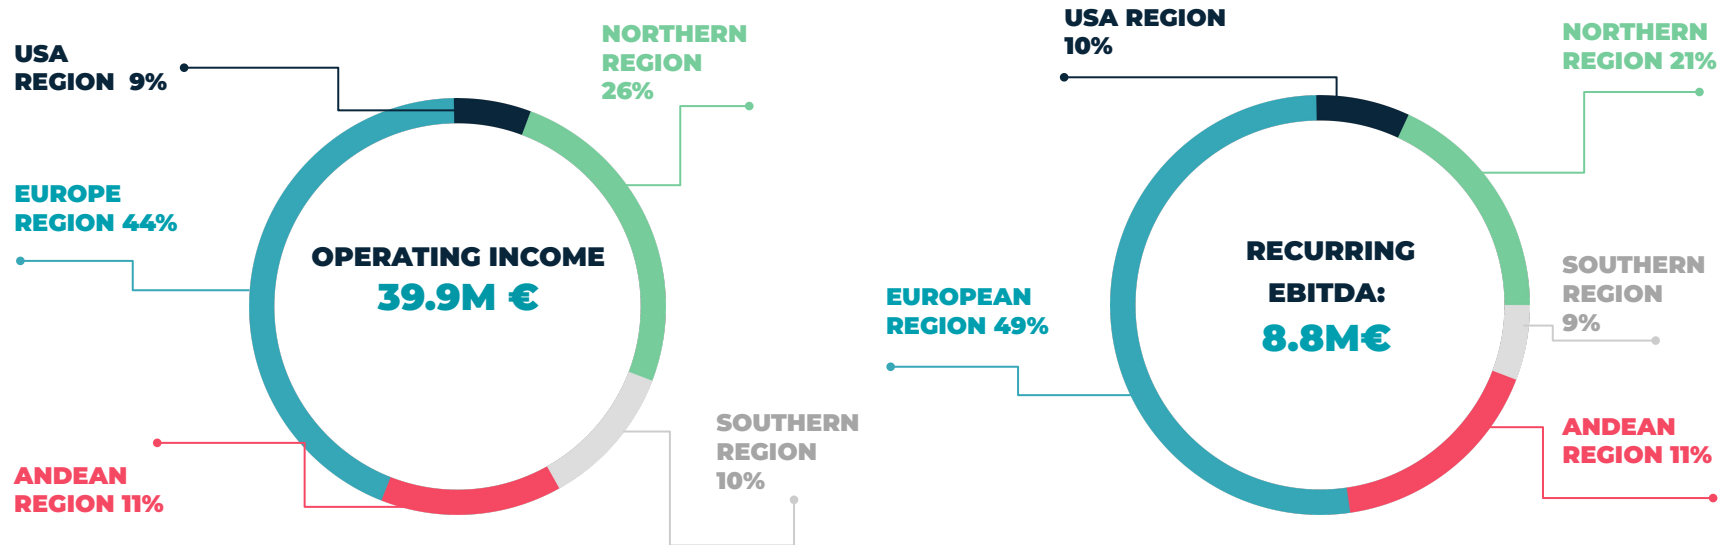 USA
REGION 9%
NORTHERN
REGION
26%
EUROPE
REGION 44%
OPERATING INCOME
39.9M €
SOUTHERN
REGION
10%
ANDEAN
REGION 11%
USA REGION
10%
NORTHERN
REGION 21%
RECURRING
EBITDA:
8.8M€
SOUTHERN
REGION
9%
EUROPEAN
REGION 49%
ANDEAN
REGION 11%